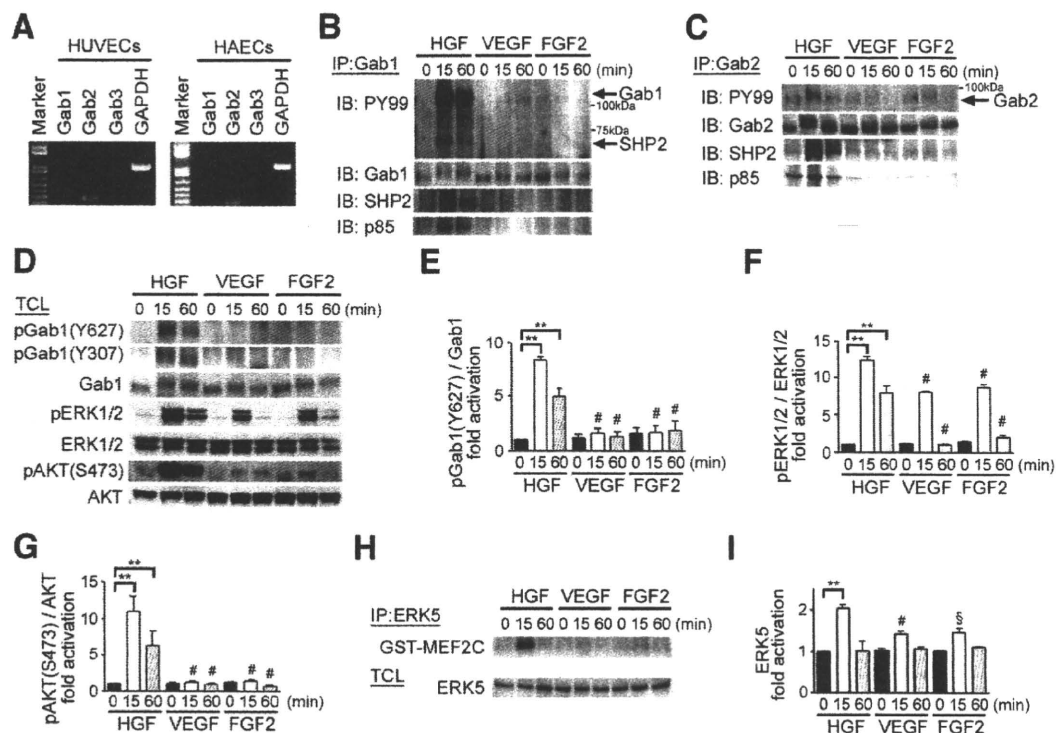 A
HUVECs HAECs
Marker Gab1 Gab2 Gab3 GAPDH Marker Gab1 Gab2 Gab3 GAPDH
B
HGF VEGF FGF2
IP:Gab1 0 15 60 0 15 60 0 15 60 (min)
IB: PY99
Gab1
100kDa
75kDa
SHP2
IB: Gab1
IB: SHP2
IB: p85
C
HGF VEGF FGF2
IP:Gab2 0 15 60 0 15 60 0 15 60 (min)
100kDa
IB: PY99 Gab2
IB: Gab2
IB: SHP2
IB: p85
D
HGF VEGF FGF2
TCL 0 15 60 0 15 60 0 15 60 (min)
pGab1(Y627)
pGab1(Y307)
Gab1
pERK1/2
ERK1/2
pAKT(S473)
AKT
E
pGab1(Y627) / Gab1
fold activation
10
5
0
**
**
# # # #
0 15 60 0 15 60 0 15 60 (min)
HGF VEGF FGF2
F
pERK1/2 / ERK1/2
fold activation
15
10
5
0
**
**
# # # #
0 15 60 0 15 60 0 15 60 (min)
HGF VEGF FGF2
G
pAKT(S473) / AKT
fold activation
15
10
5
0
**
**
# # # #
0 15 60 0 15 60 0 15 60 (min)
HGF VEGF FGF2
H
HGF VEGF FGF2
IP:ERK5 0 15 60 0 15 60 0 15 60 (min)
GST-MEF2C
TCL
ERK5
I
ERK5
fold activation
2
1
0
**
# §
0 15 60 0 15 60 0 15 60 (min)
HGF VEGF FGF2